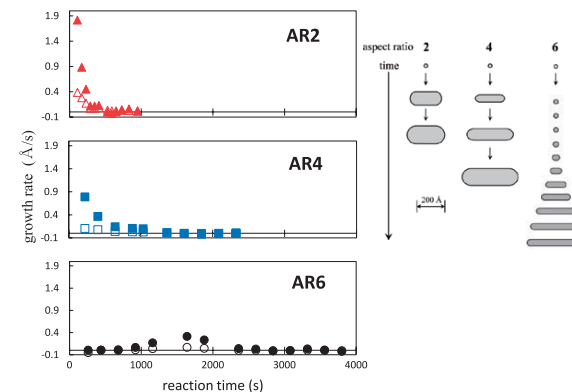 growth rate ( Å/s)
1.9
1.4
0.9
0.4
-0.1
AR2
1.9
1.4
0.9
0.4
-0.1
AR4
1.9
1.4
0.9
0.4
-0.1
AR6
0 1000 2000 3000 4000
reaction time (s)
aspect ratio 2 4 6
time
200 Å